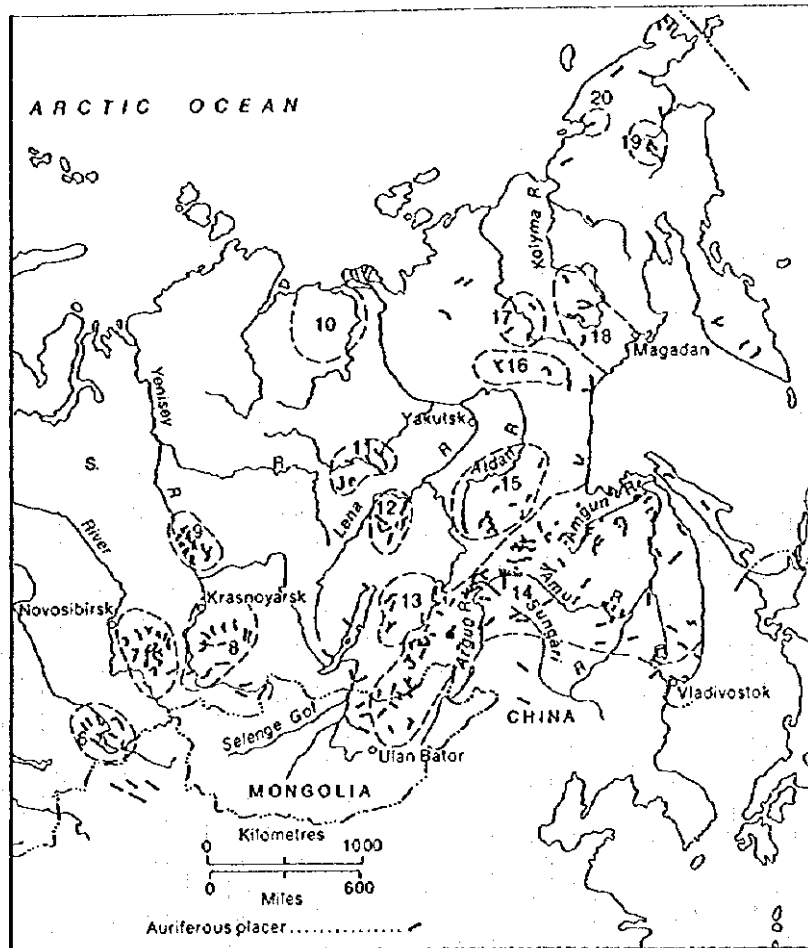 ARCTIC OCEAN
20
19
Kolyma R.
10
17
18
Magadan
16
Yenisey
R
Yakutsk
R
R
11
S.
R.
Aldan
15
Lena
12
Amgun R.
9
River
Krasnoyarsk
13
14
Amur
R
Novosibirsk
7
8
Argun R
Sungari
R
R
Vladivostok
Selenge Gol
CHINA
6
Ulan Bator
MONGOLIA
Kilometres
0 1000
0 600
Miles
Auriferous placer